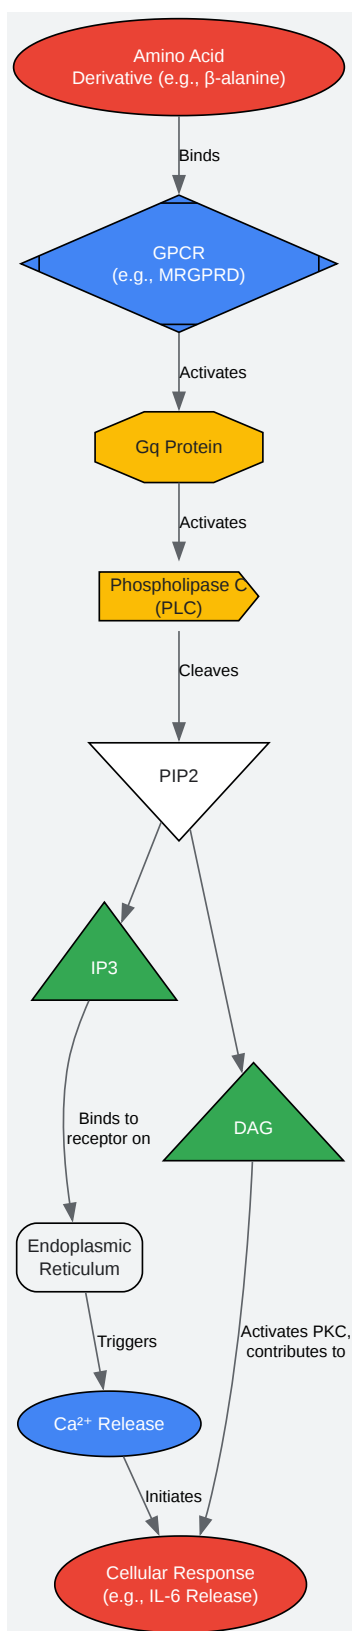 Amino Acid
Derivative (e.g., β-alanine)
Binds
GPCR
(e.g., MRGPRD)
Activates
Gq Protein
Activates
Phospholipase C
(PLC)
Cleaves
PIP2
IP3
DAG
Binds to
receptor on
Endoplasmic
Reticulum
Triggers
Activates PKC,
contributes to
Ca²⁺ Release
Initiates
Cellular Response
(e.g., IL-6 Release)